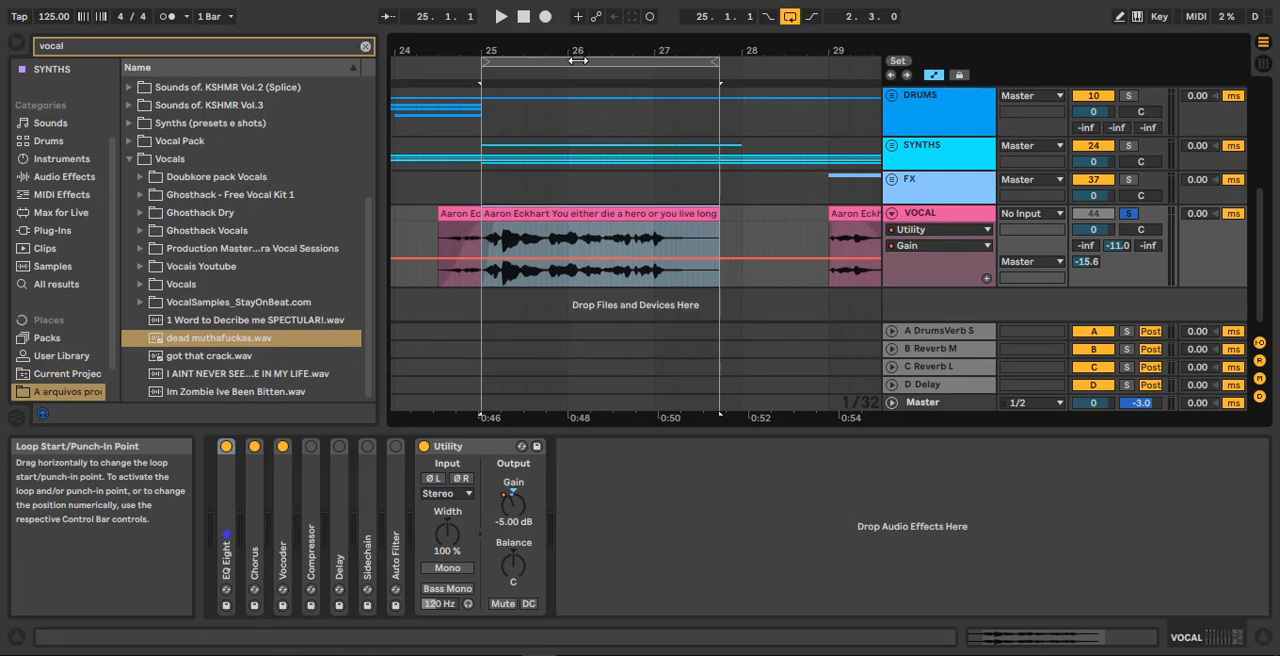 Tap 125.00 4 / 4 1 Bar 25. 1. 1 25. 1. 1 2. 3. 0 Key MIDI 2 % D
vocal
SYNTHS
Categories
Sounds
Drums
Instruments
Audio Effects
MIDI Effects
Max for Live
Plug-Ins
Clips
Samples
All results
Places
Packs
User Library
Current Projec
A arquivos proc
Name
Sounds of. KSHMR Vol.2 (Splice)
Sounds of. KSHMR Vol.3
Synths (presets e shots)
Vocal Pack
Vocals
Doubkore pack Vocals
Ghosthack - Free Vocal Kit 1
Ghosthack Dry
Ghosthack Vocals
Production Master...ra Vocal Sessions
Vocais Youtube
Vocals
VocalSamples_StayOnBeat.com
1 Word to Decribe me SPECTULAR!.wav
dead muthafuckas.wav
got that crack.wav
I AINT NEVER SEE...E IN MY LIFE.wav
Im Zombie Ive Been Bitten.wav
24 25 26 27 28 29
Aaron Ec Aaron Eckhart You either die a hero or you live long Aaron Eckh
Drop Files and Devices Here
1/32
0:46 0:48 0:50 0:52 0:54
Set
DRUMS Master 10 S 0.00 ms
0 C
-inf -inf -inf
SYNTHS Master 24 S 0.00 ms
0 C
FX Master 37 S 0.00 ms
0 C
VOCAL No Input 44 S 0.00 ms
Utility 0 C
Gain -inf -11.0 -inf
Master -15.6
A DrumsVerb S A S Post 0.00 ms
B Reverb M B S Post 0.00 ms
C Reverb L C S Post 0.00 ms
D Delay D S Post 0.00 ms
Master 1/2 0 -3.0 0.00 ms
I·O
R
M
D
Loop Start/Punch-In Point
Drag horizontally to change the loop
start/punch-in point. To activate the
loop and/or punch-in point, or to change
the position numerically, use the
respective Control Bar controls.
EQ Eight
Chorus
Vocoder
Compressor
Delay
Sidechain
Auto Filter
Utility
Input Output
Ø L Ø R Gain
Stereo
Width -5.00 dB
100 % Balance
Mono C
Bass Mono
120 Hz Mute DC
Drop Audio Effects Here
VOCAL